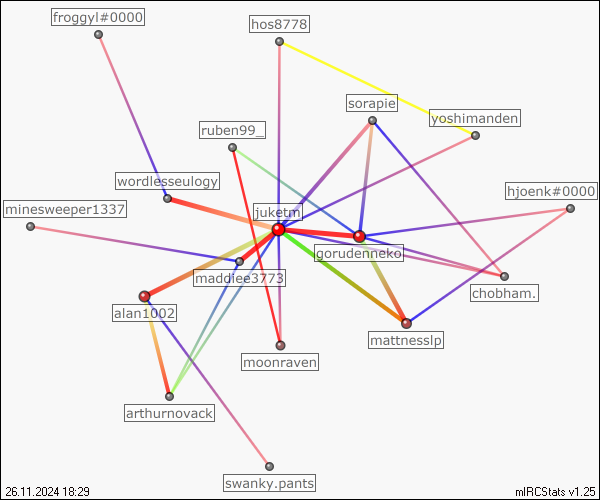 froggyl#0000
hos8778
sorapie
yoshimanden
ruben99_
wordlesseulogy
hjoenk#0000
minesweeper1337
juketm
gorudenneko
maddiee3773
chobham.
alan1002
mattnesslp
moonraven
arthurnovack
swanky.pants
26.11.2024 18:29
mIRCStats v1.25